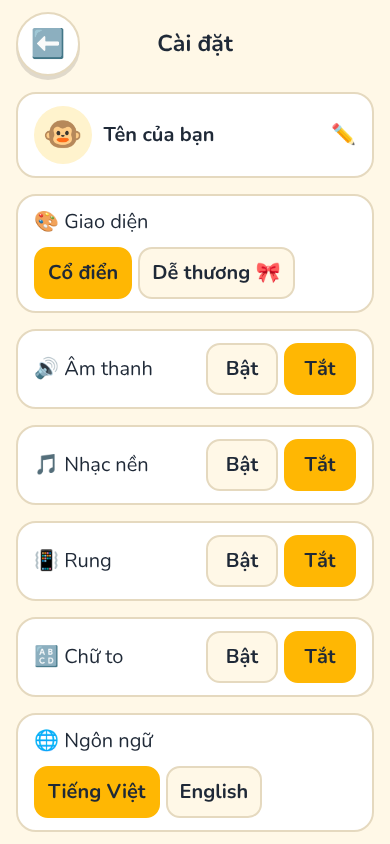 Cài đặt
Tên của bạn
Giao diện
Cổ điển Dễ thương
Âm thanh Bật Tắt
Nhạc nền Bật Tắt
Rung Bật Tắt
Chữ to Bật Tắt
Ngôn ngữ
Tiếng Việt English